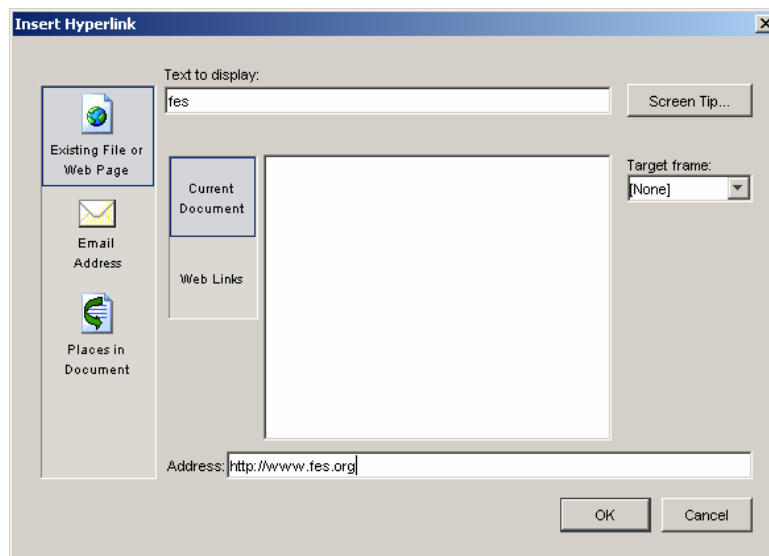 Insert Hyperlink
Text to display:
fes
Screen Tip...
Existing File or
Web Page
Email
Address
Places in
Document
Current
Document
Web Links
Target frame:
[None]
Address:
http://www.fes.org
OK
Cancel